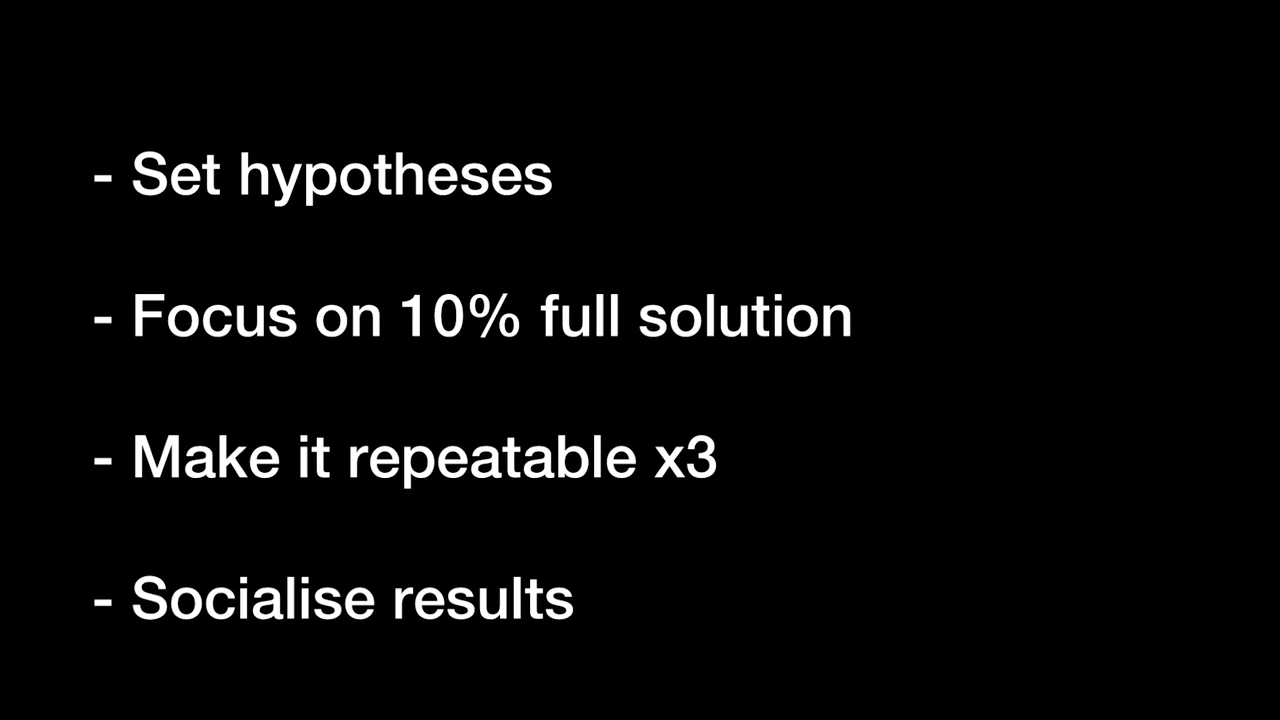 - Set hypotheses
- Focus on 10% full solution
- Make it repeatable x3
- Socialise results